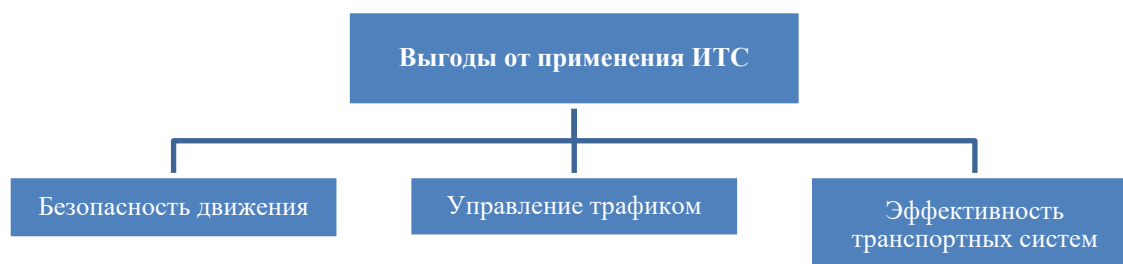 Выгоды от применения ИТС
Безопасность движения
Управление трафиком
Эффективность
транспортных систем